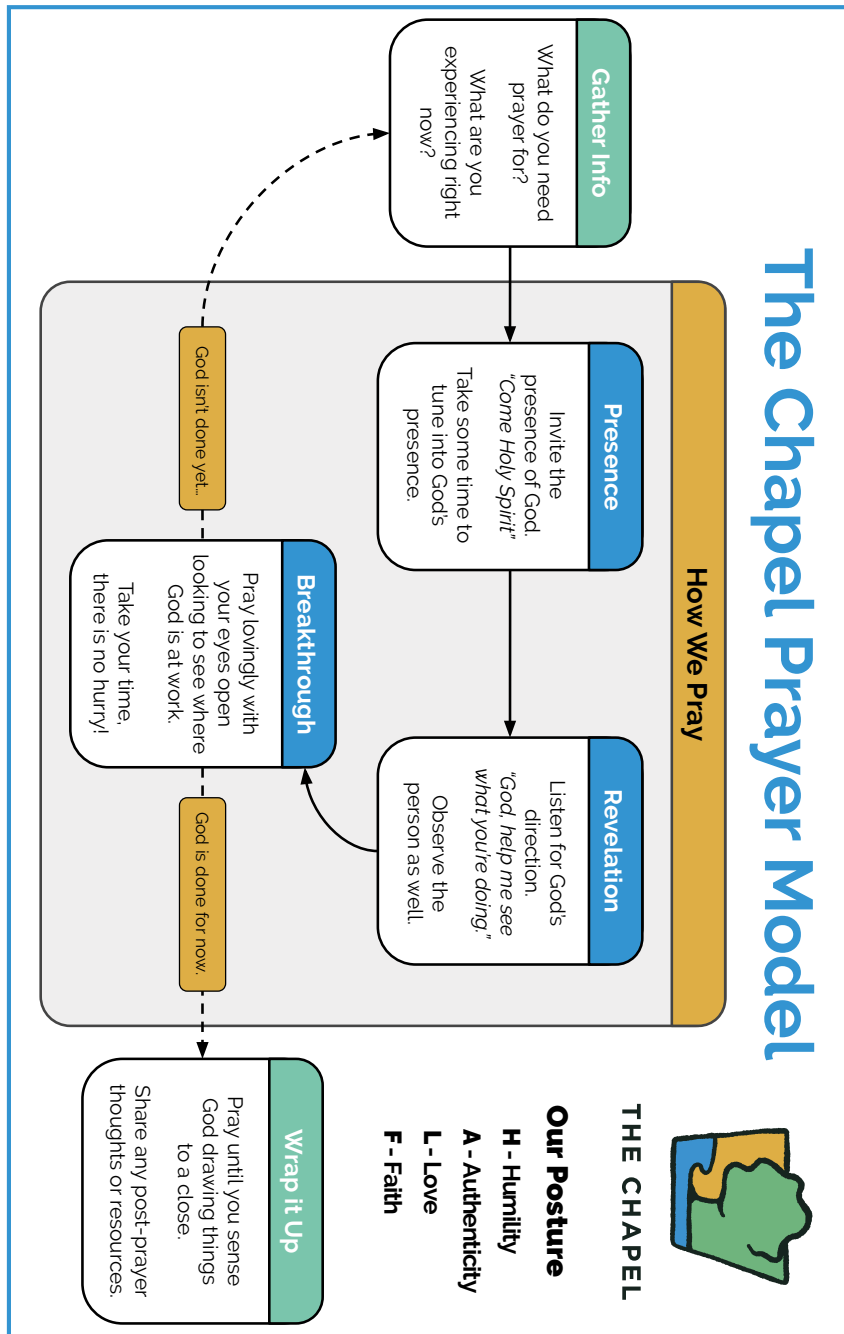 The Chapel Prayer Model
THE CHAPEL
Gather Info
What do you need
prayer for?
What are you
experiencing right
now?
How We Pray
Presence
Invite the
presence of God.
“Come Holy Spirit”
Take some time to
tune into God's
presence.
Revelation
Listen for God's
direction.
“God, help me see
what you're doing.”
Observe the
person as well.
Breakthrough
Pray lovingly with
your eyes open
looking to see where
God is at work.
Take your time,
there is no hurry!
God isn't done yet...
God is done for now.
Our Posture
H - Humility
A - Authenticity
L - Love
F - Faith
Wrap it Up
Pray until you sense
God drawing things
to a close.
Share any post-prayer
thoughts or resources.